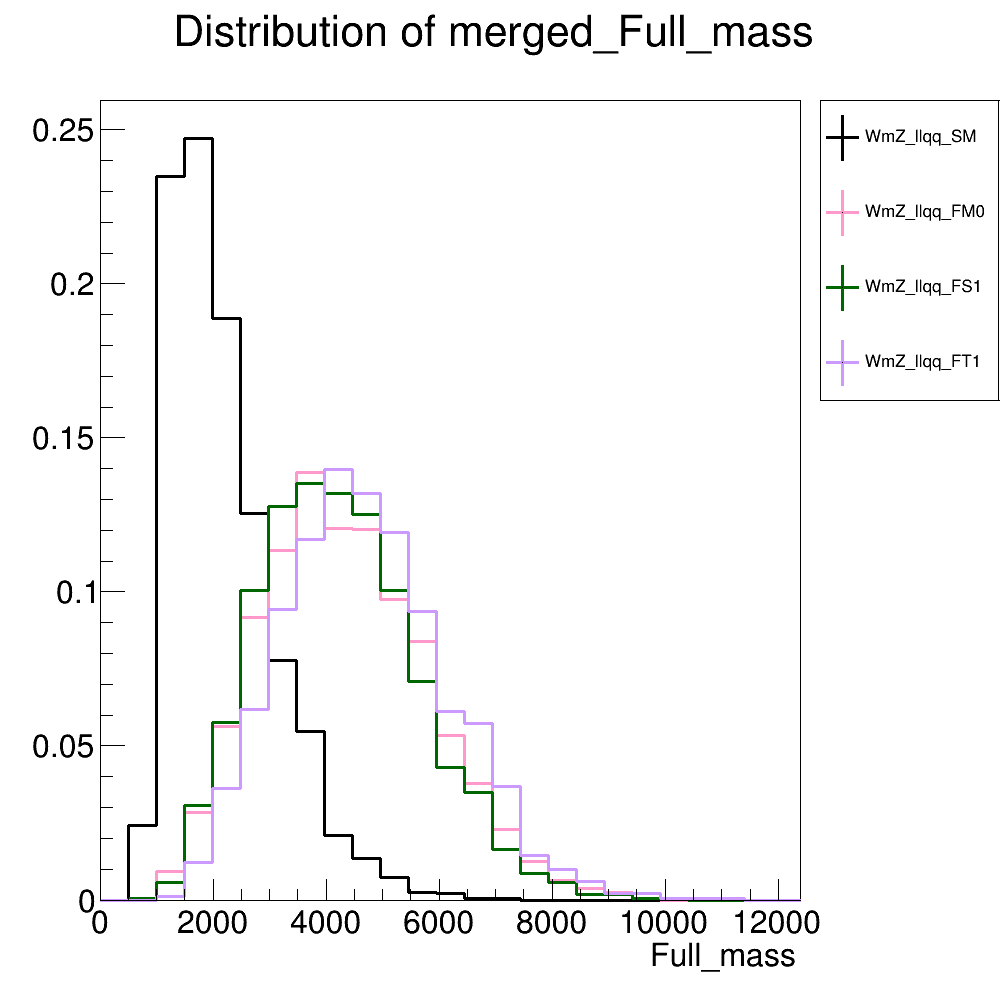 Distribution of merged_Full_mass
0.25
0.2
0.15
0.1
0.05
0
0 2000 4000 6000 8000 10000 12000
Full_mass
WmZ_llqq_SM
WmZ_llqq_FM0
WmZ_llqq_FS1
WmZ_llqq_FT1